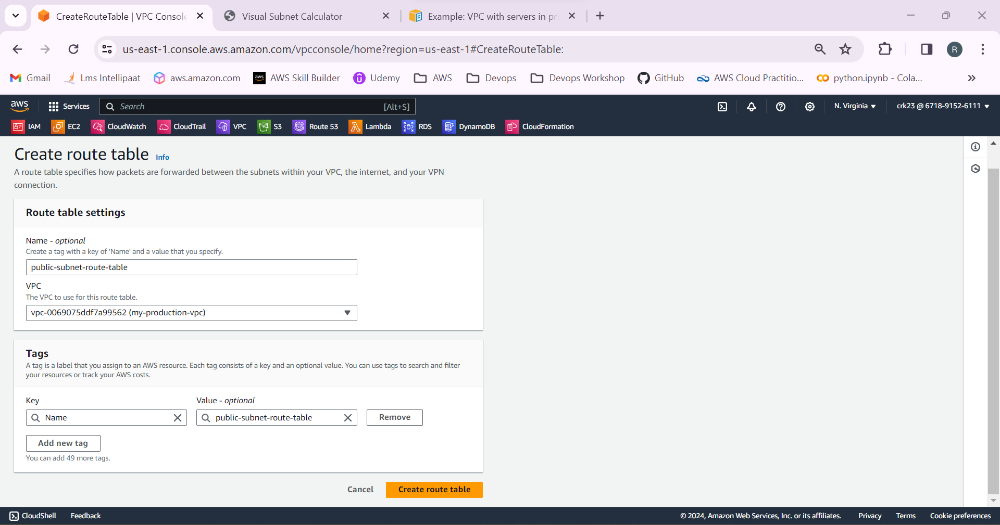 CreateRouteTable | VPC Console
Visual Subnet Calculator
Example: VPC with servers in pri
us-east-1.console.aws.amazon.com/vpcconsole/home?region=us-east-1#CreateRouteTable:
R
Gmail
Lms Intellipaat
aws.amazon.com
aws
AWS Skill Builder
Udemy
AWS
Devops
Devops Workshop
GitHub
AWS Cloud Practitio...
python.ipynb - Cola...
aws
Services
Search
[Alt+S]
N. Virginia
crk23 @ 6718-9152-6111
IAM
EC2
CloudWatch
CloudTrail
VPC
S3
Route 53
Lambda
RDS
DynamoDB
CloudFormation
Create route table Info
A route table specifies how packets are forwarded between the subnets within your VPC, the internet, and your VPN
connection.
Route table settings
Name - optional
Create a tag with a key of 'Name' and a value that you specify.
public-subnet-route-table
VPC
The VPC to use for this route table.
vpc-0069075ddf7a99562 (my-production-vpc)
Tags
A tag is a label that you assign to an AWS resource. Each tag consists of a key and an optional value. You can use tags to search and filter
your resources or track your AWS costs.
Key
Value - optional
Name
public-subnet-route-table
Remove
Add new tag
You can add 49 more tags.
Cancel
Create route table
CloudShell
Feedback
© 2024, Amazon Web Services, Inc. or its affiliates.
Privacy
Terms
Cookie preferences